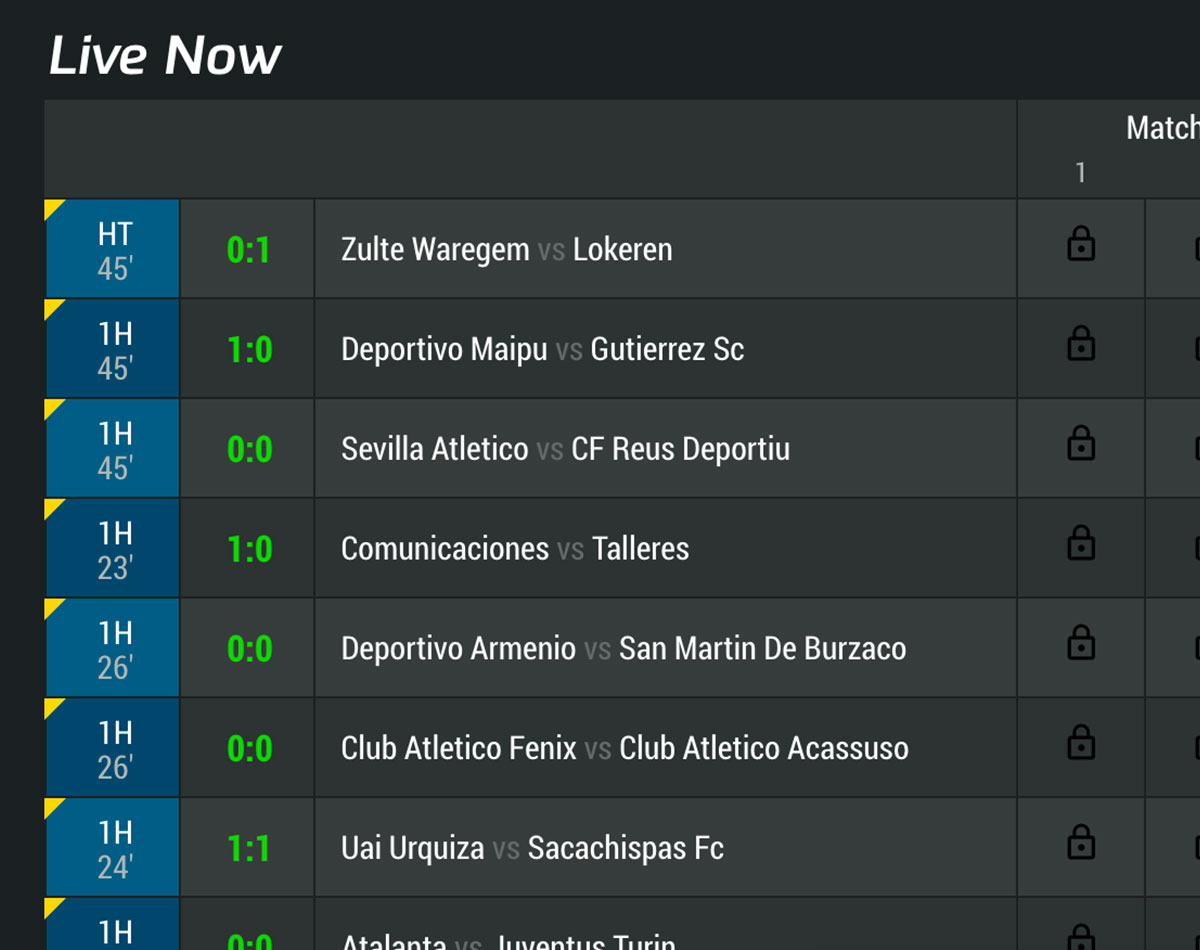 Live Now
Match
1
HT
45'
0:1
Zulte Waregem vs Lokeren
1H
45'
1:0
Deportivo Maipu vs Gutierrez Sc
1H
45'
0:0
Sevilla Atletico vs CF Reus Deportiu
1H
23'
1:0
Comunicaciones vs Talleres
1H
26'
0:0
Deportivo Armenio vs San Martin De Burzaco
1H
26'
0:0
Club Atletico Fenix vs Club Atletico Acassuso
1H
24'
1:1
Uai Urquiza vs Sacachispas Fc
1H
0:0
Atalanta vs Juventus Turin